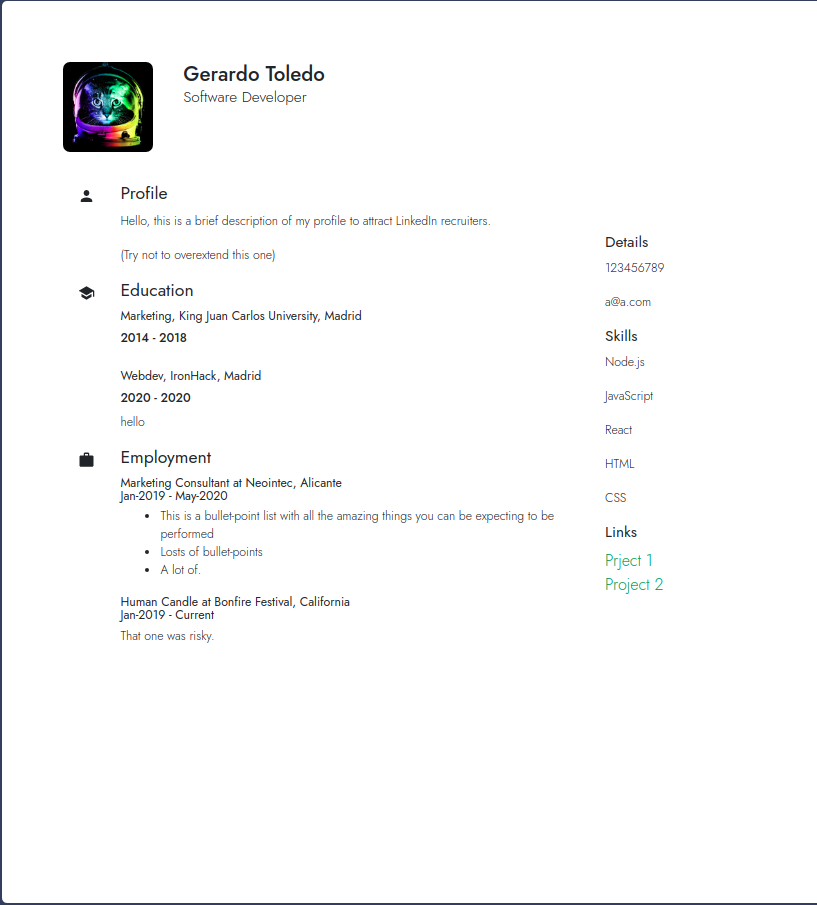 Gerardo Toledo
Software Developer
Profile
Hello, this is a brief description of my profile to attract LinkedIn recruiters.
(Try not to overextend this one)
Education
Marketing, King Juan Carlos University, Madrid
2014 - 2018
Webdev, IronHack, Madrid
2020 - 2020
hello
Employment
Marketing Consultant at Neointec, Alicante
Jan-2019 - May-2020
• This is a bullet-point list with all the amazing things you can be expecting to be
performed
• Losts of bullet-points
• A lot of.
Human Candle at Bonfire Festival, California
Jan-2019 - Current
That one was risky.
Details
123456789
a@a.com
Skills
Node.js
JavaScript
React
HTML
CSS
Links
Prject 1
Project 2